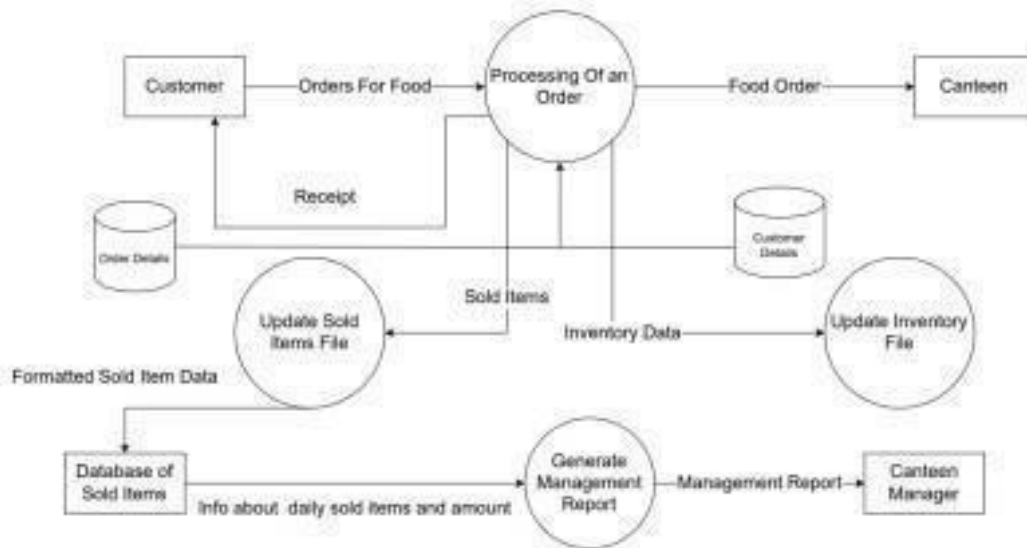 Customer
Orders For Food
Processing Of an
Order
Food Order
Canteen
Receipt
Order Details
Customer
Details
Sold Items
Update Sold
Items File
Inventory Data
Update Inventory
File
Formatted Sold Item Data
Database of
Sold Items
Info about daily sold items and amount
Generate
Management
Report
Management Report
Canteen
Manager